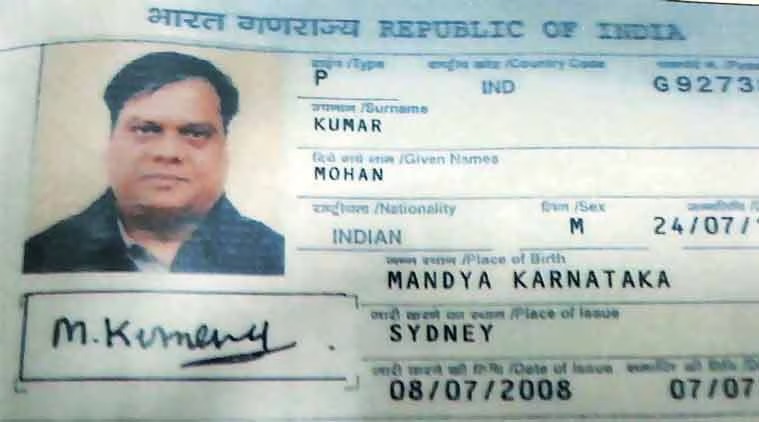 भारत गणराज्य REPUBLIC OF INDIA
/Type /Country Code
P IND G9273
/Surname
KUMAR
/Given Names
MOHAN
/Nationality /Sex
INDIAN M 24/07/
/Place of Birth
MANDYA KARNATAKA
/Place of Issue
SYDNEY
/Date of Issue
08/07/2008 07/07
M. Kumar